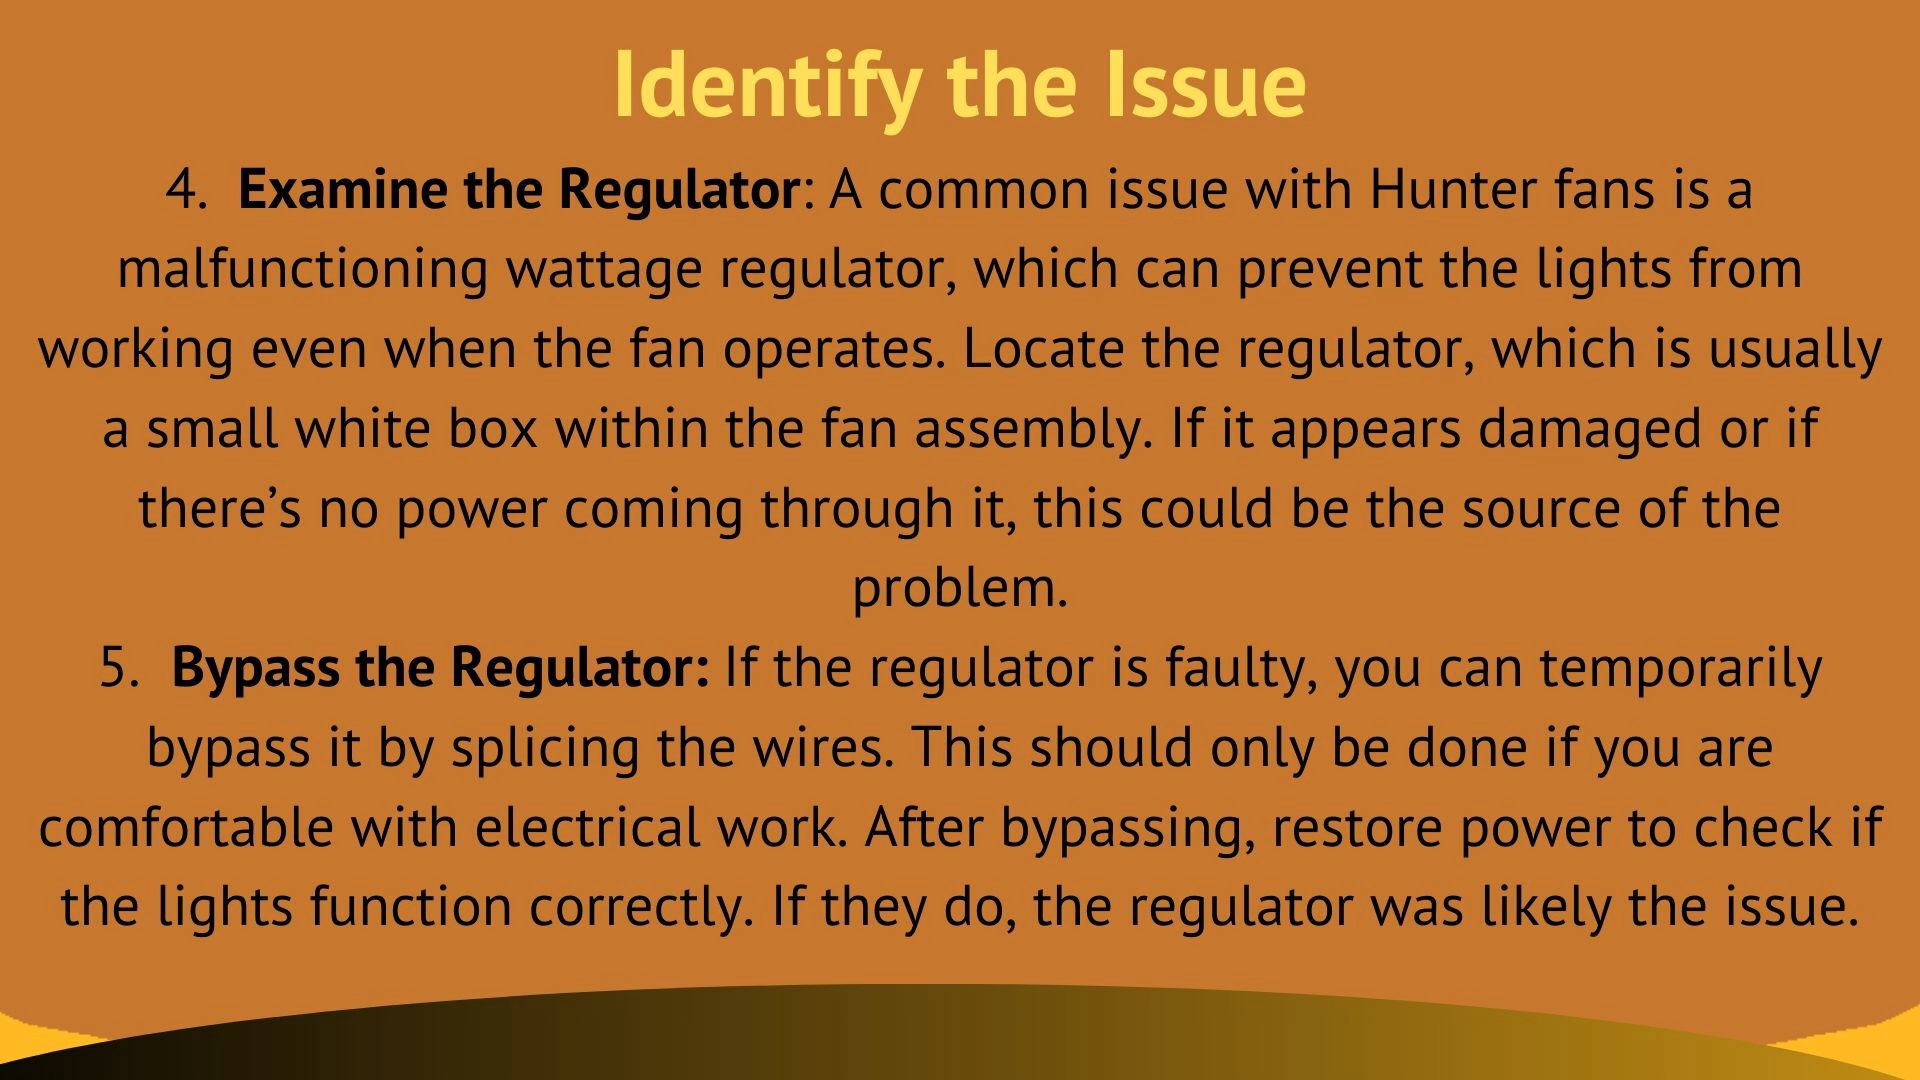 Identify the Issue
4. Examine the Regulator: A common issue with Hunter fans is a
malfunctioning wattage regulator, which can prevent the lights from
working even when the fan operates. Locate the regulator, which is usually
a small white box within the fan assembly. If it appears damaged or if
there’s no power coming through it, this could be the source of the
problem.
5. Bypass the Regulator: If the regulator is faulty, you can temporarily
bypass it by splicing the wires. This should only be done if you are
comfortable with electrical work. After bypassing, restore power to check if
the lights function correctly. If they do, the regulator was likely the issue.